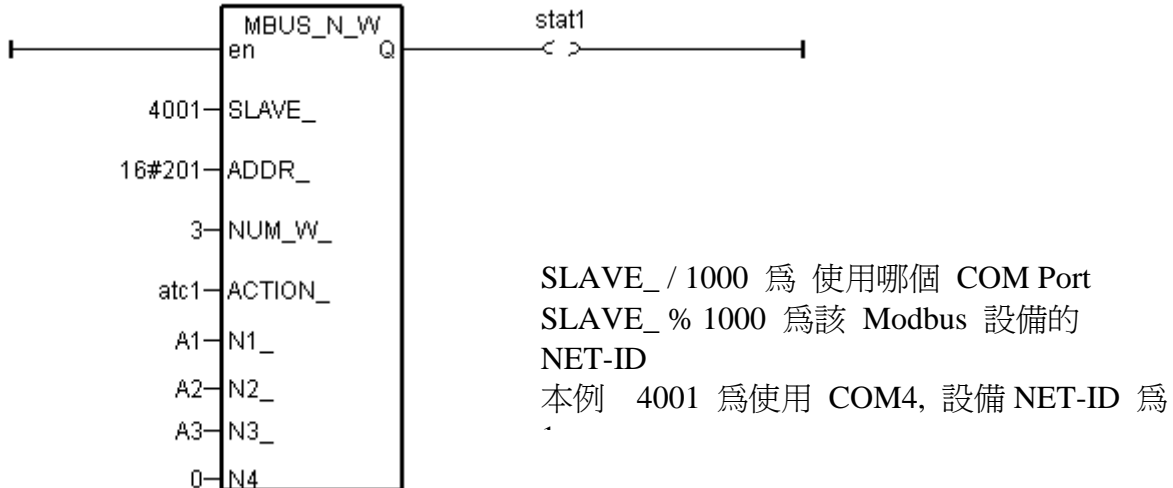 MBUS_N_W
stat1
en Q
4001 SLAVE_
16#201 ADDR_
3 NUM_W_
atc1 ACTION_
A1 N1_
A2 N2_
A3 N3_
0 N4
SLAVE_ / 1000 爲 使用哪個 COM Port
SLAVE_ % 1000 爲該 Modbus 設備的
NET-ID
本例 4001 爲使用 COM4, 設備 NET-ID 爲